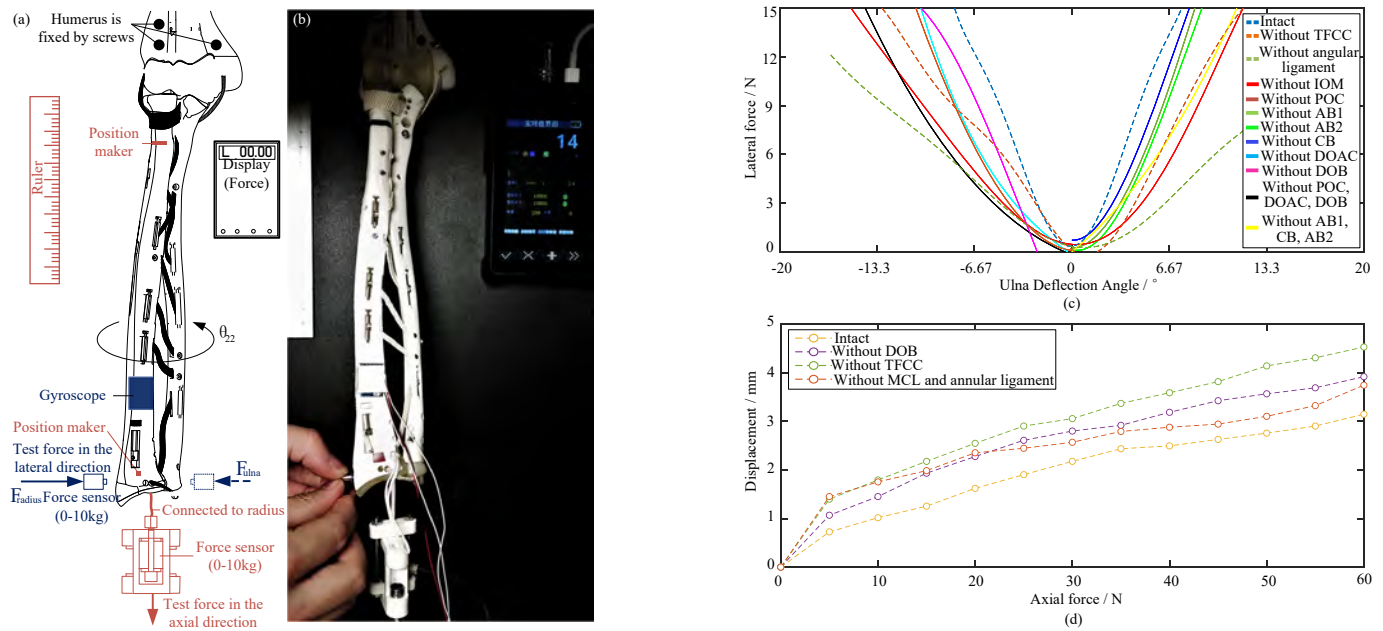 (a)
Humerus is
fixed by screws
Ruler
Position
maker
L 00.00
Display
(Force)
θ22
Gyroscope
Position maker
Test force in the
lateral direction
Fradius
Force sensor
(0-10kg)
Fulna
Connected to radius
Force sensor
(0-10kg)
Test force in the
axial direction
(b)
14
15
12
9
6
3
0
Lateral force / N
-20
-13.3
-6.67
0
6.67
13.3
20
Ulna Deflection Angle / °
(c)
Intact
Without TFCC
Without angular
ligament
Without IOM
Without POC
Without AB1
Without AB2
Without CB
Without DOAC
Without DOB
Without POC,
DOAC, DOB
Without AB1,
CB, AB2
5
4
3
2
1
0
Displacement / mm
0
10
20
30
40
50
60
Axial force / N
(d)
Intact
Without DOB
Without TFCC
Without MCL and annular ligament